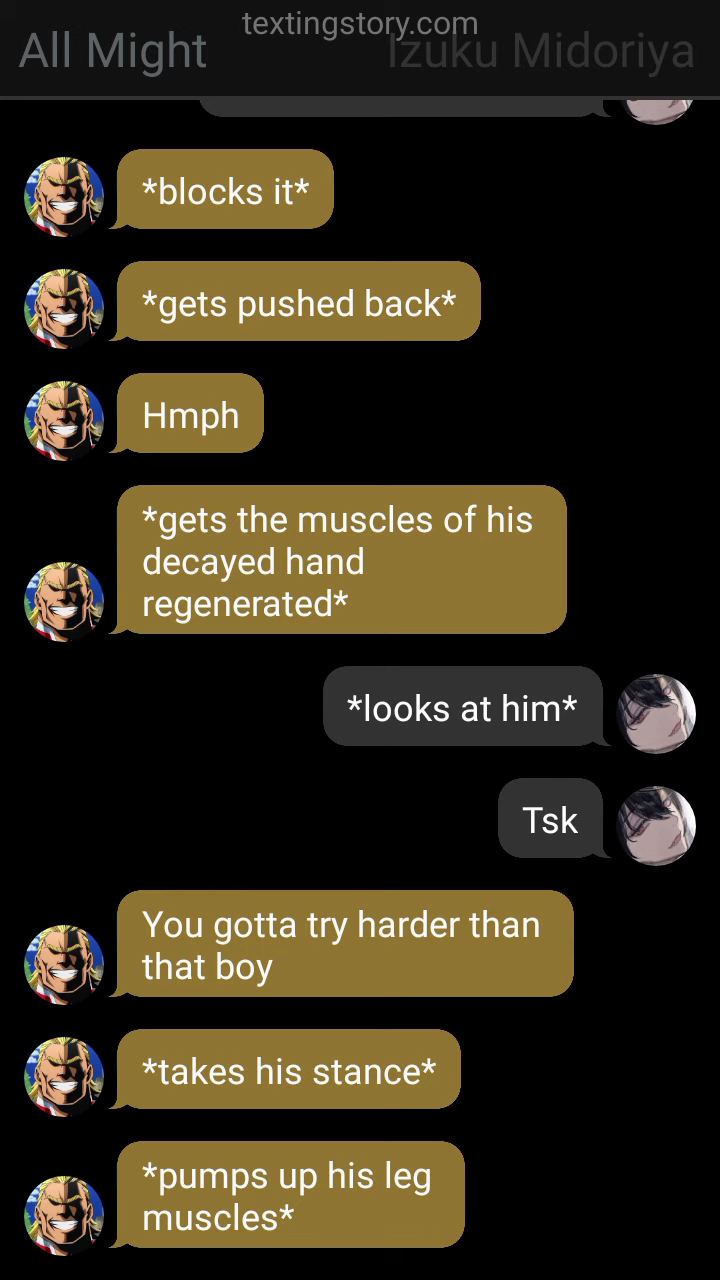 textingstory.com
All Might
Izuku Midoriya
*blocks it*
*gets pushed back*
Hmph
*gets the muscles of his
decayed hand
regenerated*
*looks at him*
Tsk
You gotta try harder than
that boy
*takes his stance*
*pumps up his leg
muscles*